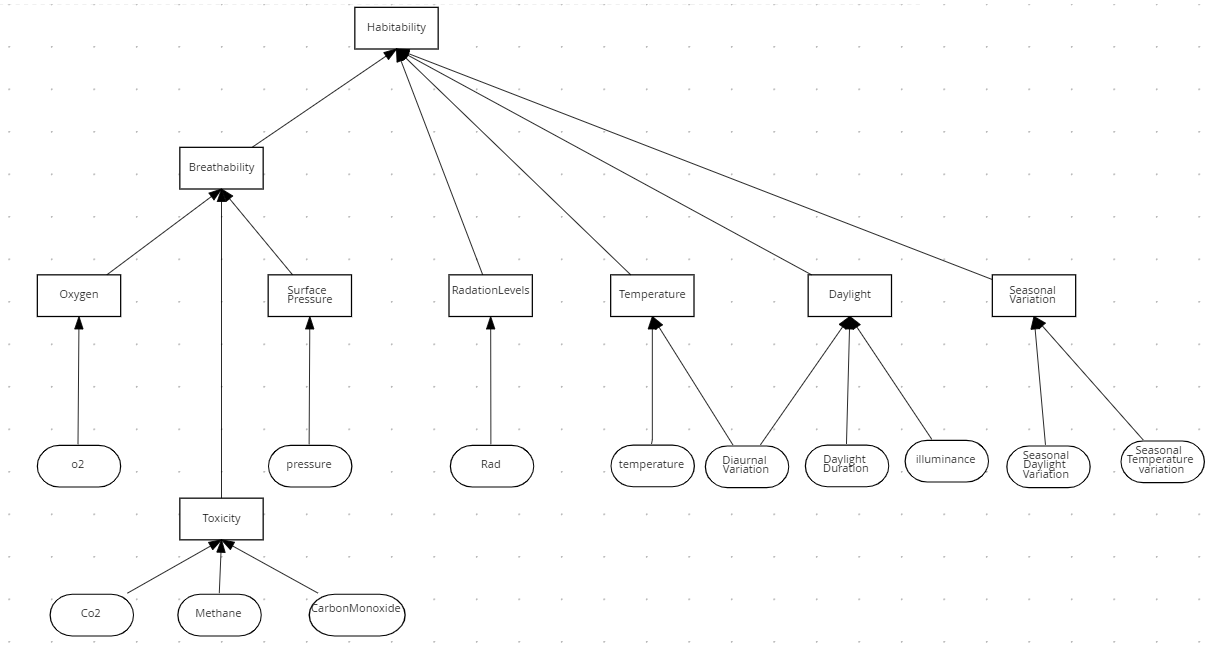 Habitability
Breathability
Oxygen
Surface
Pressure
RadationLevels
Temperature
Daylight
Seasonal
Variation
o2
pressure
Rad
temperature
Diaurnal
Variation
Daylight
Duration
illuminance
Seasonal
Daylight
Variation
Seasonal
Temperature
variation
Toxicity
Co2
Methane
CarbonMonoxide